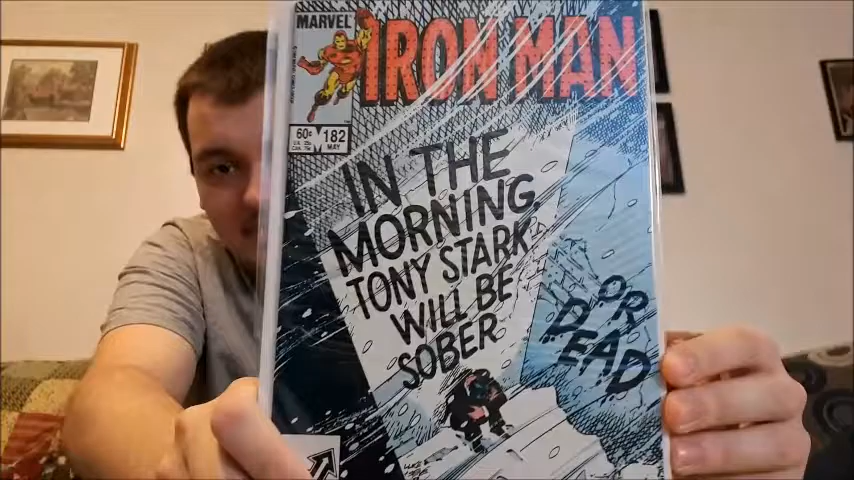 MARVEL
IRON MAN
60¢
182
MAY
IN THE
MORNING,
TONY STARK
WILL BE
SOBER
OR
DEAD